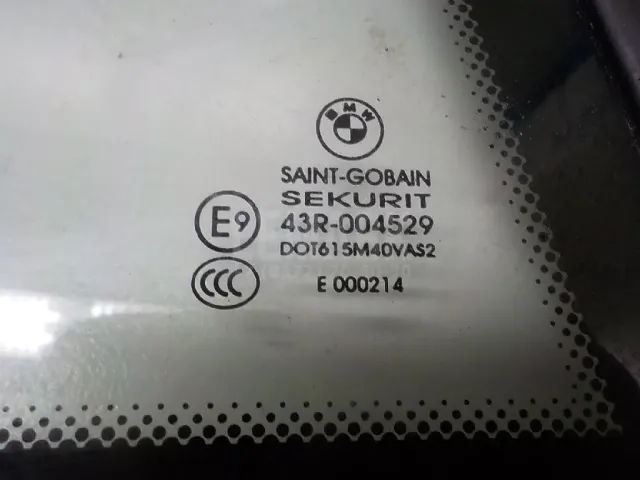 BMW
SAINT-GOBAIN
SEKURIT
E9 43R-004529
DOT615M40VAS2
CCC E 000214